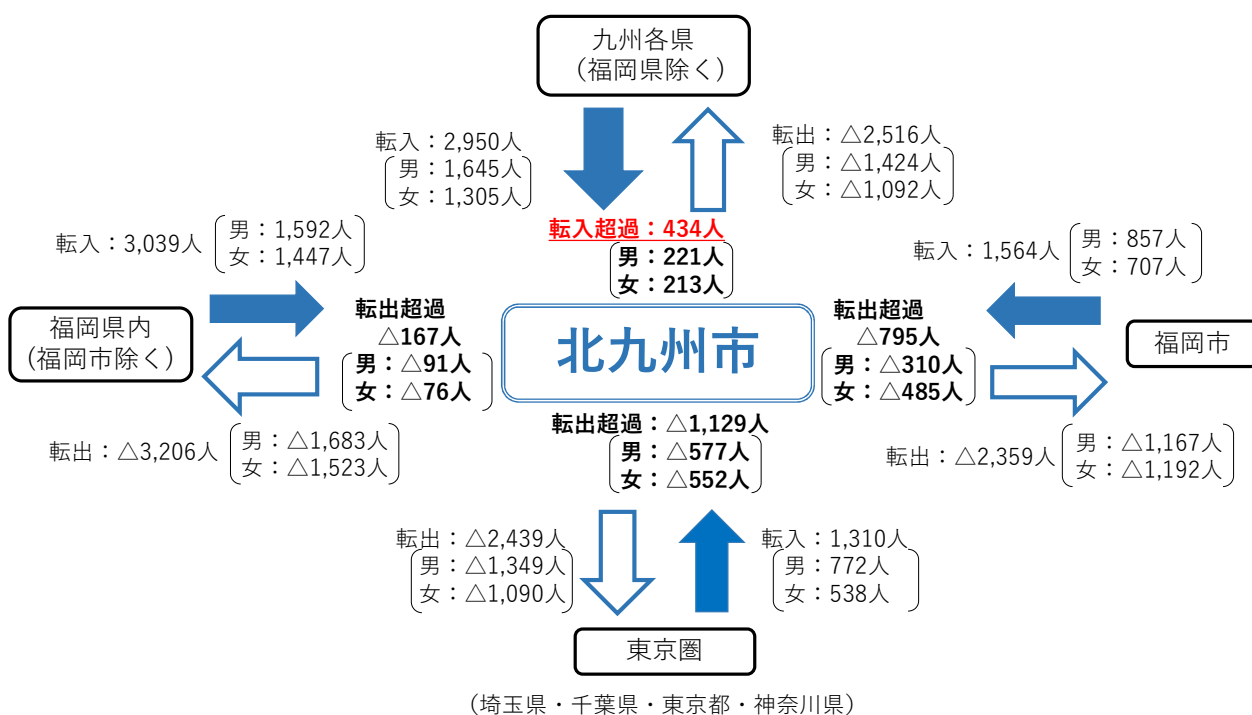 九州各県
（福岡県除く）
転入：2,950人
男：1,645人
女：1,305人
転出：△2,516人
男：△1,424人
女：△1,092人
転入超過：434人
男：221人
女：213人
転入：3,039人
男：1,592人
女：1,447人
転入：1,564人
男：857人
女：707人
福岡県内
（福岡市除く）
転出超過
△167人
男：△91人
女：△76人
北九州市
転出超過
△795人
男：△310人
女：△485人
福岡市
転出：△3,206人
男：△1,683人
女：△1,523人
転出超過：△1,129人
男：△577人
女：△552人
転出：△2,359人
男：△1,167人
女：△1,192人
転出：△2,439人
男：△1,349人
女：△1,090人
転入：1,310人
男：772人
女：538人
東京圏
（埼玉県・千葉県・東京都・神奈川県）